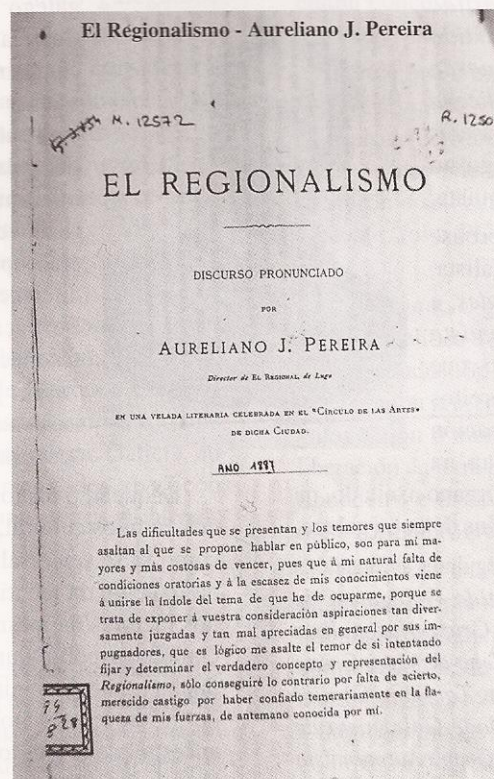 El Regionalismo - Aureliano J. Pereira
M. 12572
R. 1250
EL REGIONALISMO
DISCURSO PRONUNCIADO
POR
AURELIANO J. PEREIRA
Director de EL REGIONAL, de Lugo
EN UNA VELADA LITERARIA CELEBRADA EN EL "CÍRCULO DE LAS ARTES"
DE DICHA CIUDAD.
AÑO 1887
Las dificultades que se presentan y los temores que siempre
asaltan al que se propone hablar en público, son para mí ma-
yores y más costosas de vencer, pues que á mi natural falta de
condiciones oratorias y á la escasez de mis conocimientos viene
á unirse la índole del tema de que he de ocuparme, porque se
trata de exponer á vuestra consideración aspiraciones tan diver-
samente juzgadas y tan mal apreciadas en general por sus im-
pugnadores, que es lógico me asalte el temor de si intentando
fijar y determinar el verdadero concepto y representación del
Regionalismo, sólo conseguiré lo contrario por falta de acierto,
merecido castigo por haber confiado temerariamente en la fla-
queza de mis fuerzas, de antemano conocida por mí.